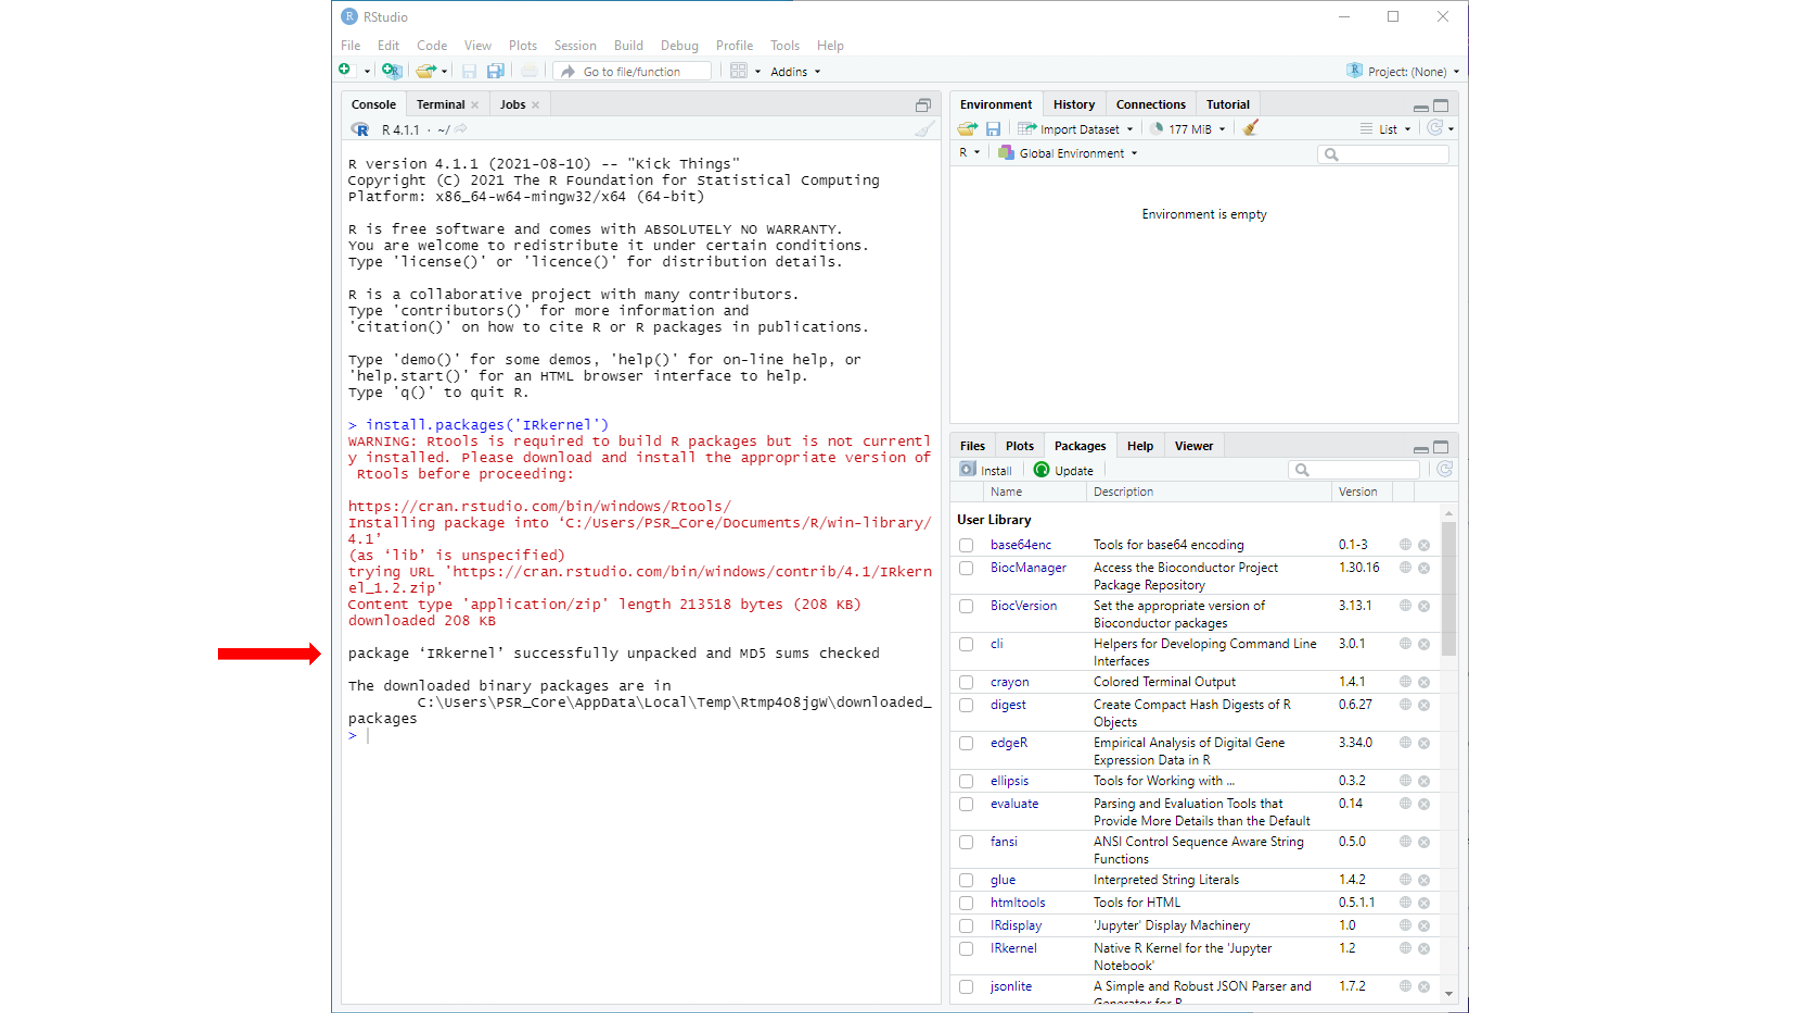 RStudio
File Edit Code View Plots Session Build Debug Profile Tools Help
Go to file/function Addins Project: (None)
Console Terminal Jobs
R 4.1.1 · ~/
R version 4.1.1 (2021-08-10) -- "Kick Things"
Copyright (C) 2021 The R Foundation for Statistical Computing
Platform: x86_64-w64-mingw32/x64 (64-bit)
R is free software and comes with ABSOLUTELY NO WARRANTY.
You are welcome to redistribute it under certain conditions.
Type 'license()' or 'licence()' for distribution details.
R is a collaborative project with many contributors.
Type 'contributors()' for more information and
'citation()' on how to cite R or R packages in publications.
Type 'demo()' for some demos, 'help()' for on-line help, or
'help.start()' for an HTML browser interface to help.
Type 'q()' to quit R.
> install.packages('IRkernel')
WARNING: Rtools is required to build R packages but is not currentl
y installed. Please download and install the appropriate version of
Rtools before proceeding:
https://cran.rstudio.com/bin/windows/Rtools/
Installing package into ‘C:/Users/PSR_Core/Documents/R/win-library/
4.1’
(as ‘lib’ is unspecified)
trying URL 'https://cran.rstudio.com/bin/windows/contrib/4.1/IRkern
el_1.2.zip'
Content type 'application/zip' length 213518 bytes (208 KB)
downloaded 208 KB
package ‘IRkernel’ successfully unpacked and MD5 sums checked
The downloaded binary packages are in
C:\Users\PSR_Core\AppData\Local\Temp\Rtmp4O8jgW\downloaded_
packages
>
Environment History Connections Tutorial
Import Dataset 177 MiB List
R Global Environment
Environment is empty
Files Plots Packages Help Viewer
Install Update
Name Description Version
User Library
base64enc Tools for base64 encoding 0.1-3
BiocManager Access the Bioconductor Project 1.30.16
Package Repository
BiocVersion Set the appropriate version of 3.13.1
Bioconductor packages
cli Helpers for Developing Command Line 3.0.1
Interfaces
crayon Colored Terminal Output 1.4.1
digest Create Compact Hash Digests of R 0.6.27
Objects
edgeR Empirical Analysis of Digital Gene 3.34.0
Expression Data in R
ellipsis Tools for Working with ... 0.3.2
evaluate Parsing and Evaluation Tools that 0.14
Provide More Details than the Default
fansi ANSI Control Sequence Aware String 0.5.0
Functions
glue Interpreted String Literals 1.4.2
htmltools Tools for HTML 0.5.1.1
IRdisplay 'Jupyter' Display Machinery 1.0
IRkernel Native R Kernel for the 'Jupyter 1.2
Notebook'
jsonlite A Simple and Robust JSON Parser and 1.7.2
Generator for R